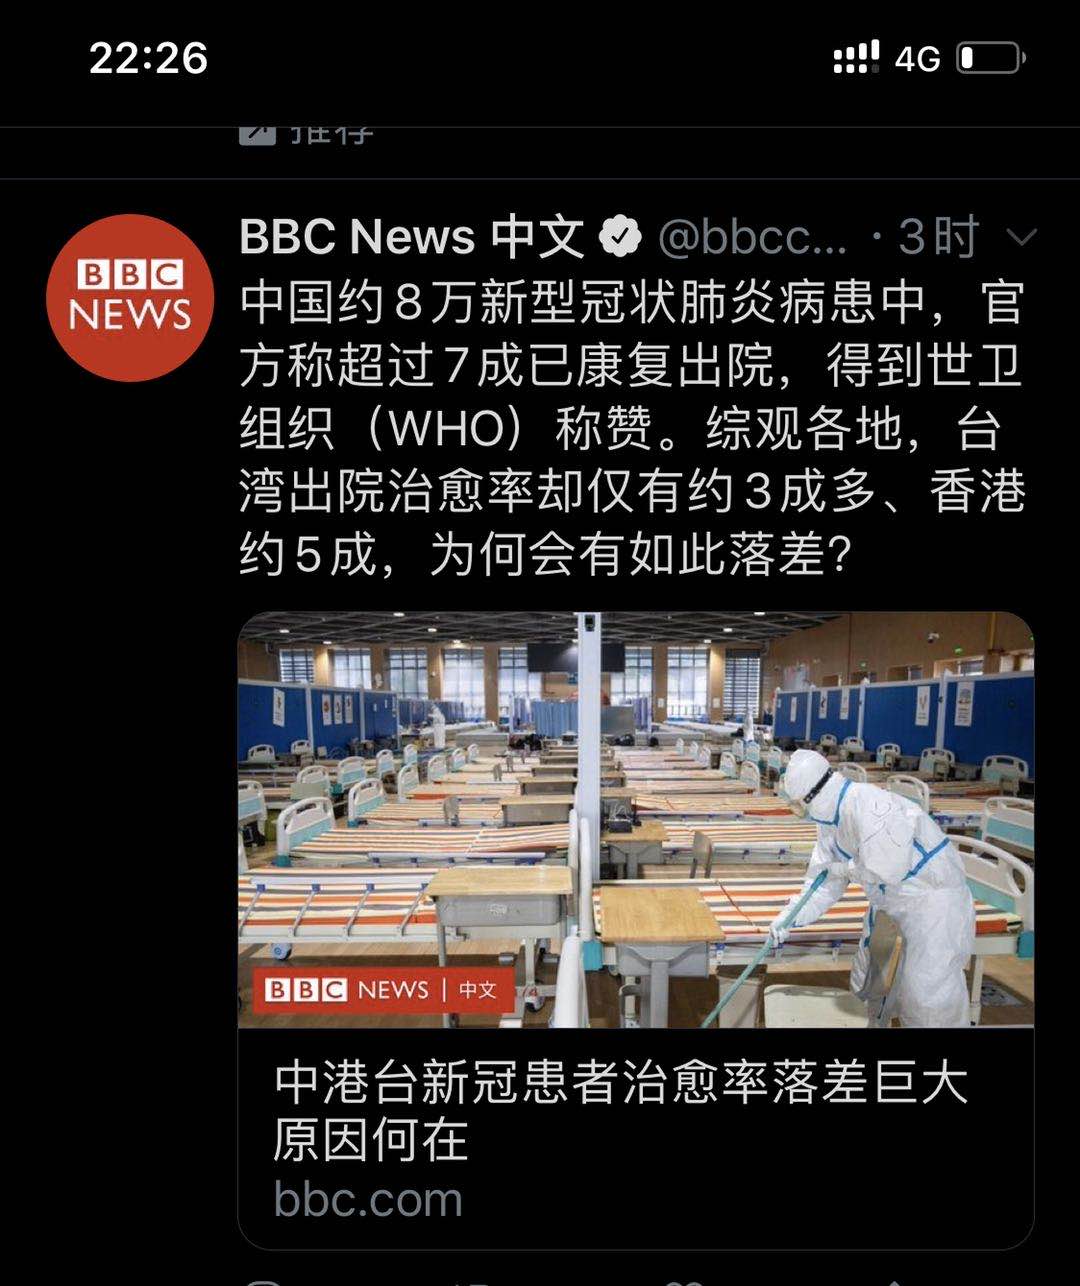 22:26
4G
推荐
BBC News 中文 @bbcc... · 3时
BBC
NEWS
中国约8万新型冠状肺炎病患中，官
方称超过7成已康复出院，得到世卫
组织（WHO）称赞。综观各地，台
湾出院治愈率却仅有约3成多、香港
约5成，为何会有如此落差？
BBC NEWS | 中文
中港台新冠患者治愈率落差巨大
原因何在
bbc.com